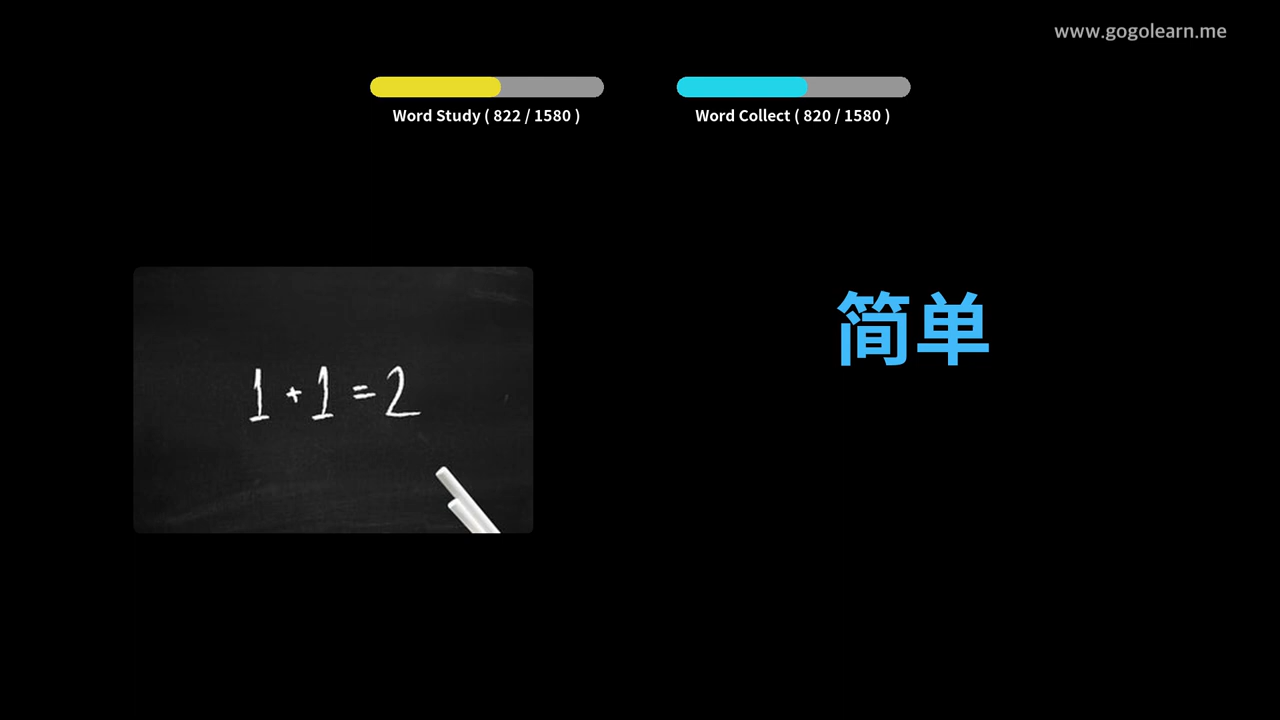 www.gogolearn.me
Word Study ( 822 / 1580 )
Word Collect ( 820 / 1580 )
1 + 1 = 2
简单